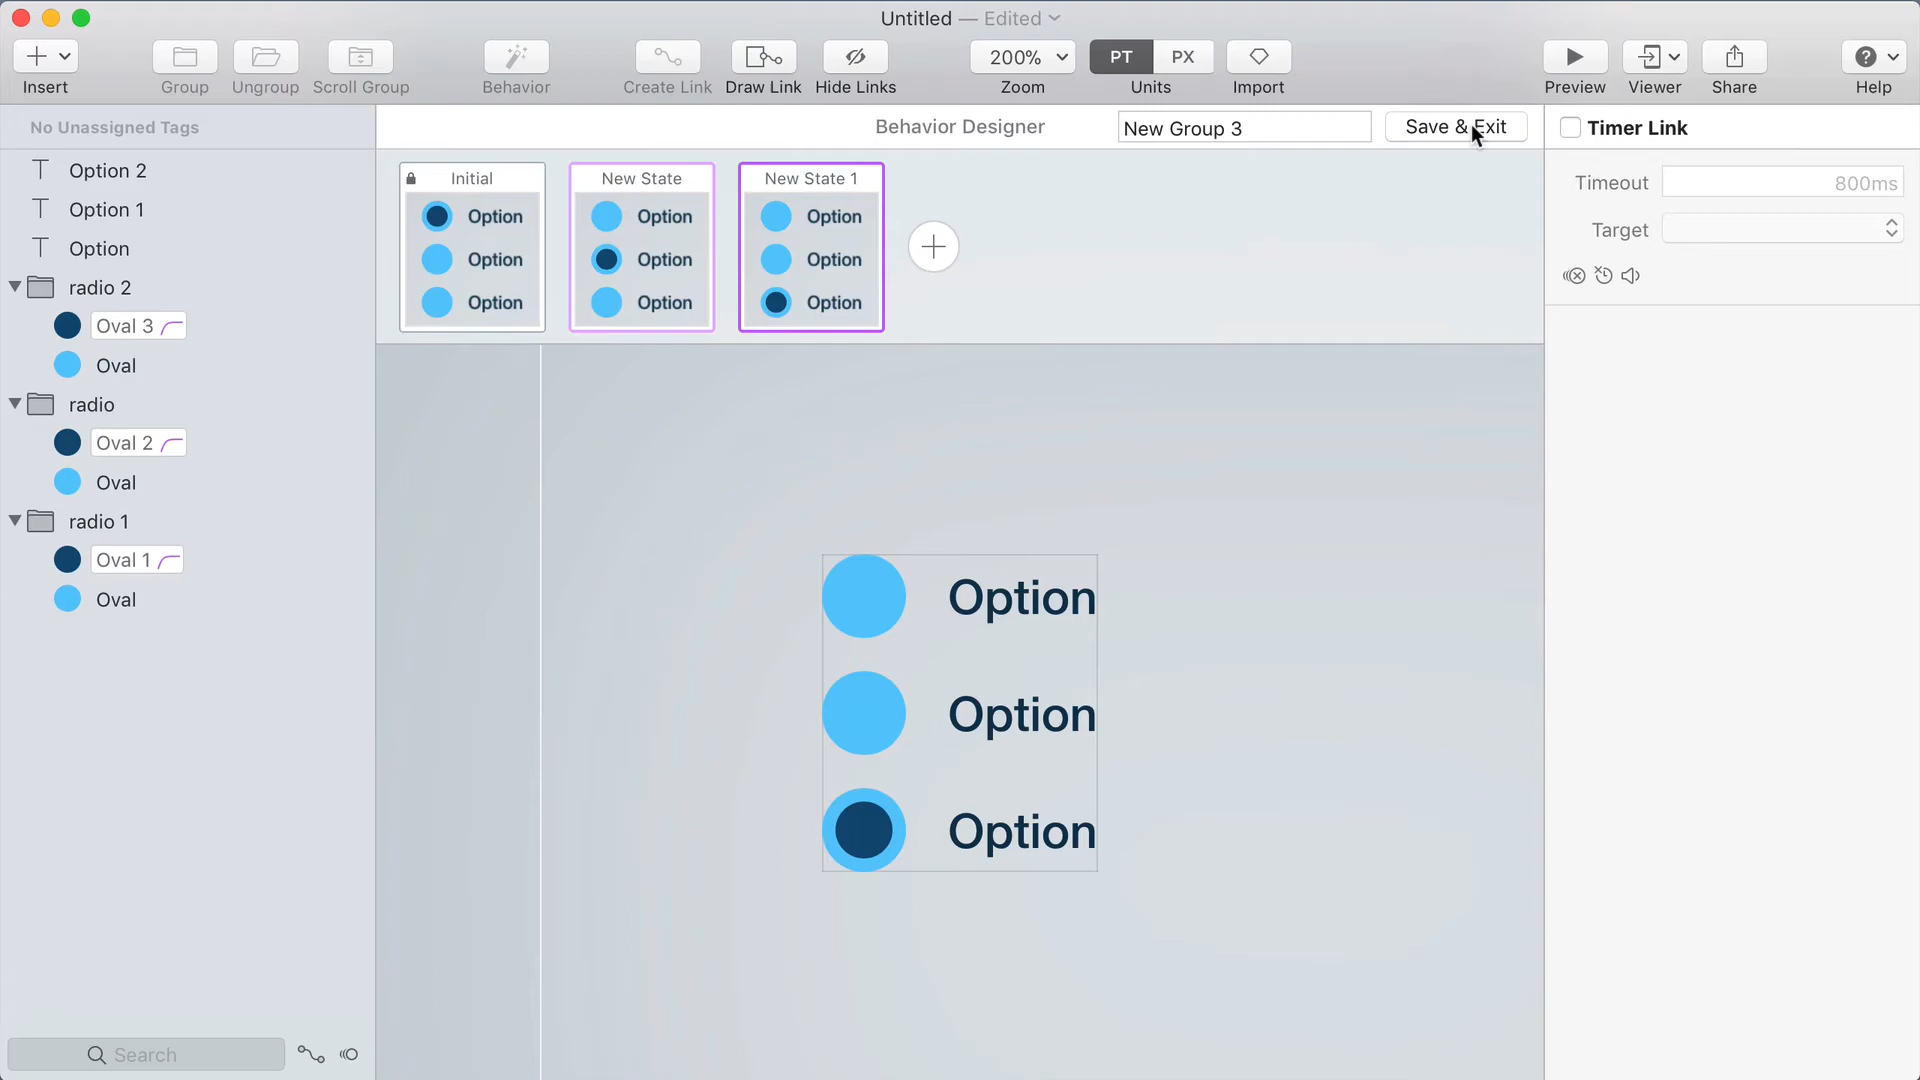 Untitled — Edited
200%
PT
PX
Insert
Group
Ungroup
Scroll Group
Behavior
Create Link
Draw Link
Hide Links
Zoom
Units
Import
Preview
Viewer
Share
Help
No Unassigned Tags
Behavior Designer
New Group 3
Save & Exit
Timer Link
Option 2
Option 1
Option
radio 2
Oval 3
Oval
radio
Oval 2
Oval
radio 1
Oval 1
Oval
Search
Initial
Option
Option
Option
New State
Option
Option
Option
New State 1
Option
Option
Option
Option
Option
Option
Timeout
800ms
Target